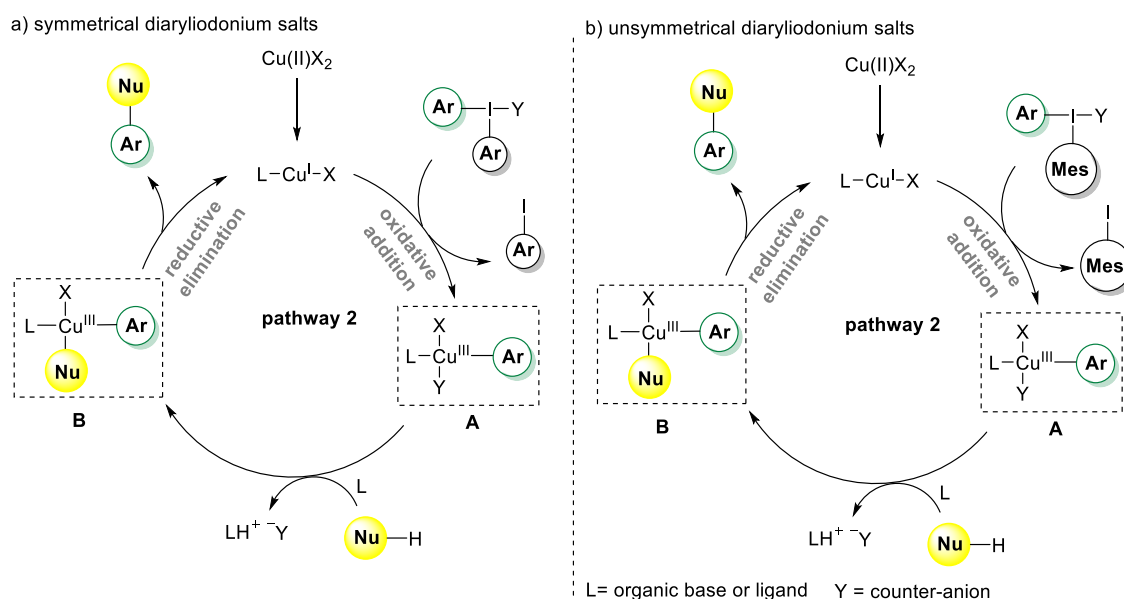 a) symmetrical diaryliodonium salts
Cu(II)X₂
Nu
Ar
Ar I Y
Ar
L–Cuᴵ–X
reductive
elimination
oxidative
addition
I
Ar
X
L Cuᴵᴵᴵ Ar
Nu
B
pathway 2
X
L Cuᴵᴵᴵ Ar
Y
A
L
LH⁺ ⁻Y
Nu H
b) unsymmetrical diaryliodonium salts
Cu(II)X₂
Nu
Ar
Ar I Y
Mes
L–Cuᴵ–X
reductive
elimination
oxidative
addition
I
Mes
X
L Cuᴵᴵᴵ Ar
Nu
B
pathway 2
X
L Cuᴵᴵᴵ Ar
Y
A
L
LH⁺ ⁻Y
Nu H
L= organic base or ligand Y = counter-anion